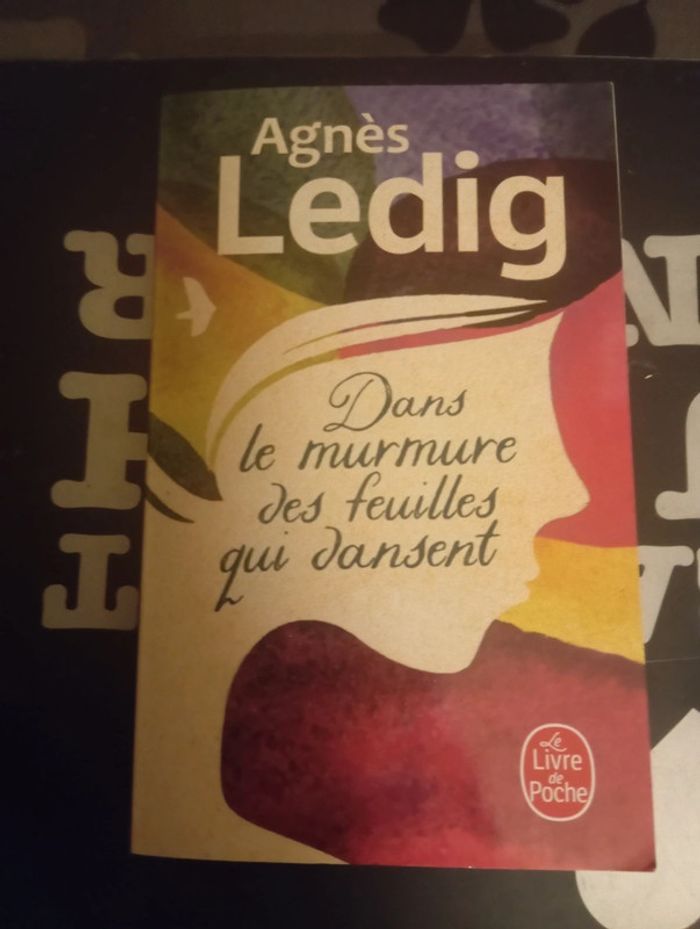 Agnès
Ledig
Dans
le murmure
des feuilles
qui dansent
Le
Livre
de
Poche